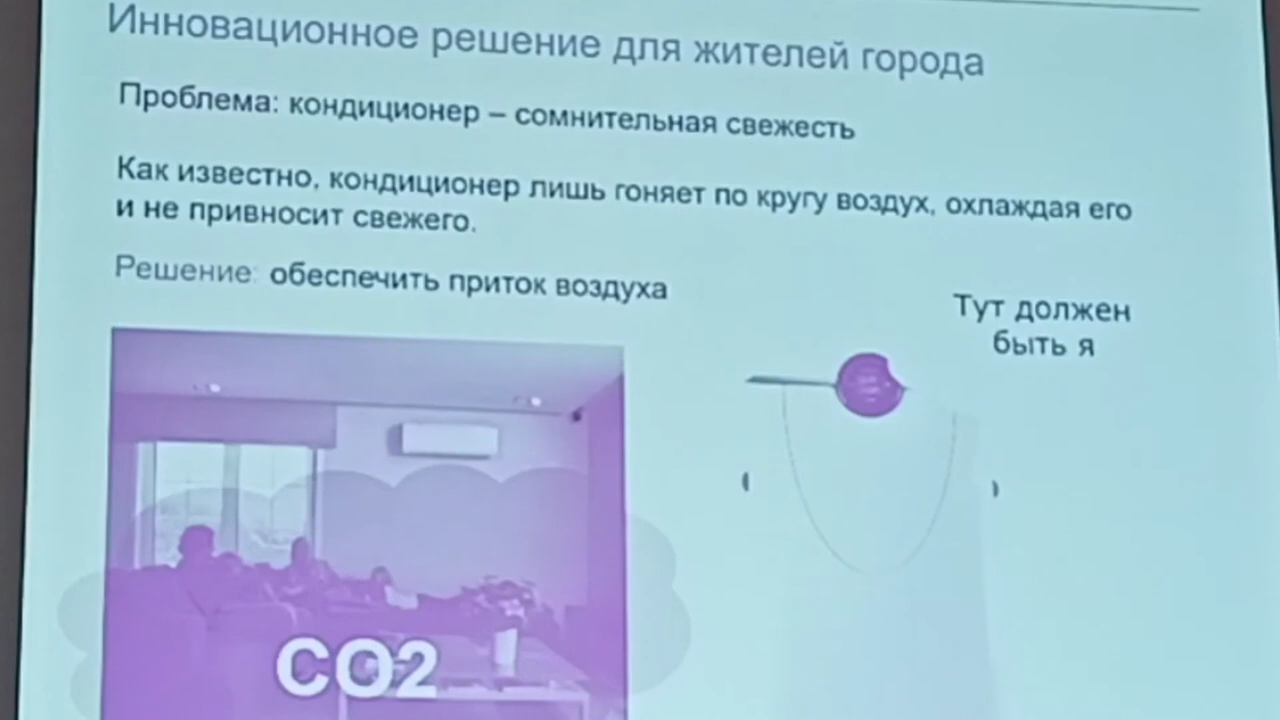 Инновационное решение для жителей города
Проблема: кондиционер – сомнительная свежесть
Как известно, кондиционер лишь гоняет по кругу воздух, охлаждая его
и не привносит свежего.
Решение: обеспечить приток воздуха
Тут должен
быть я
CO2